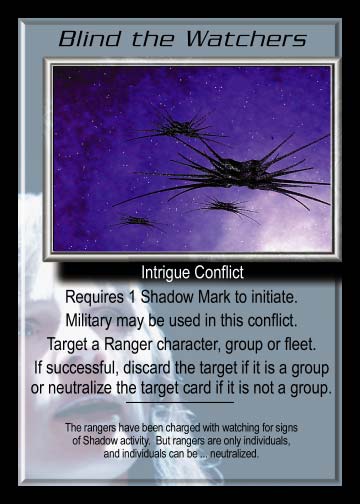 Blind the Watchers
Intrigue Conflict
Requires 1 Shadow Mark to initiate.
Military may be used in this conflict.
Target a Ranger character, group or fleet.
If successful, discard the target if it is a group
or neutralize the target card if it is not a group.
The rangers have been charged with watching for signs
of Shadow activity. But rangers are only individuals,
and individuals can be ... neutralized.